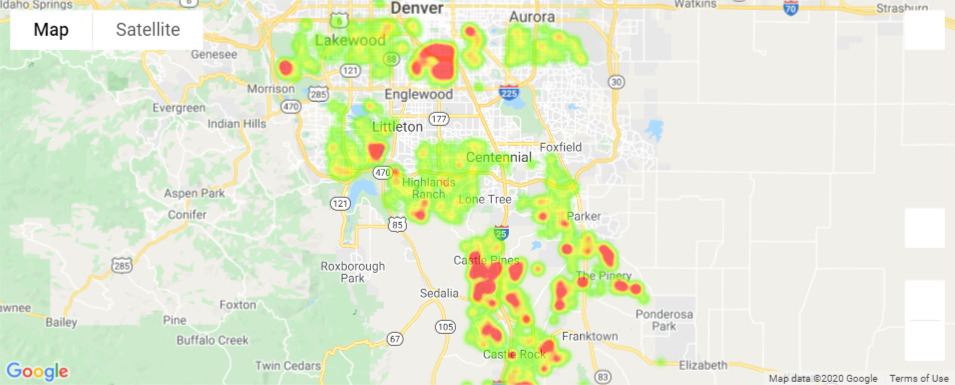 Idaho Springs
Denver
Aurora
Watkins
Strasburg
6
6
70
Map
Satellite
Lakewood
Genesee
88
121
Morrison
285
470
Englewood
225
30
Evergreen
Indian Hills
177
Littleton
Centennial
Foxfield
470
Highlands
Ranch
Lone Tree
Aspen Park
Conifer
121
85
Parker
25
285
Roxborough
Park
Castle Pines
The Pinery
Sedalia
Foxton
Ponderosa
Park
Bailey
Pine
105
Buffalo Creek
67
Franktown
Castle Rock
Twin Cedars
Elizabeth
83
Google
Map data ©2020 Google
Terms of Use